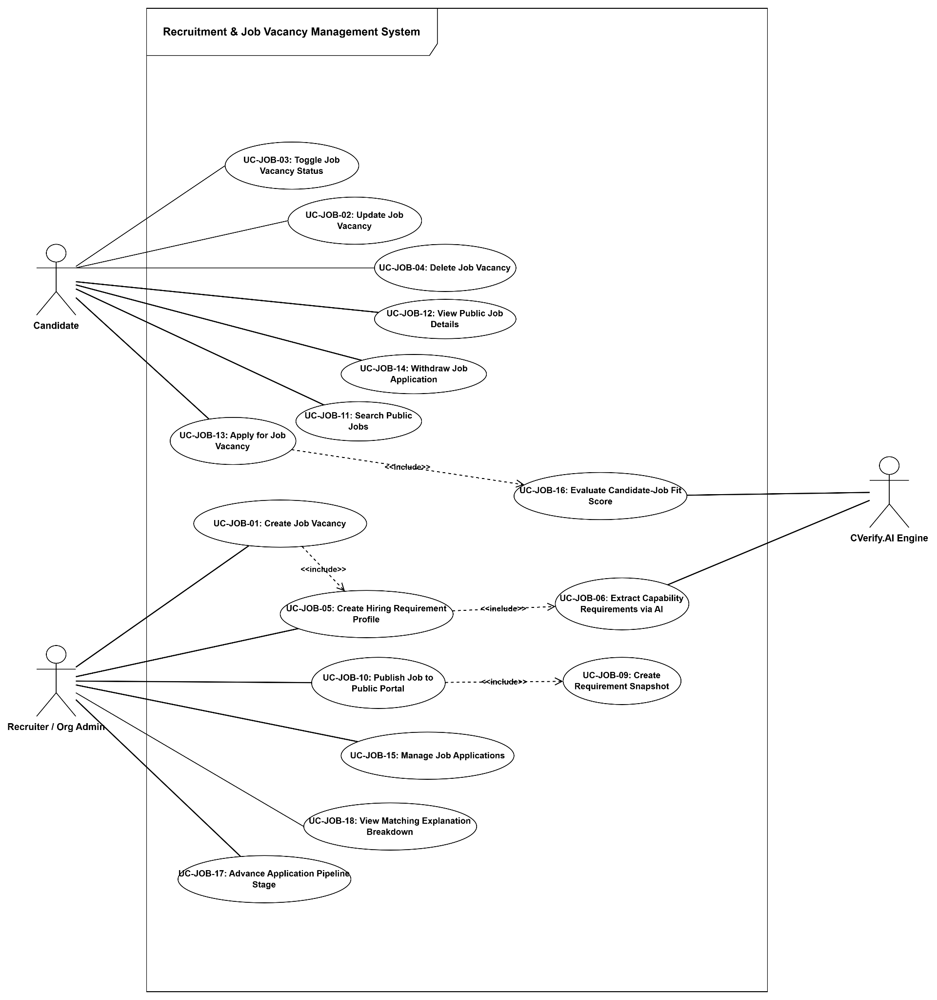 Recruitment & Job Vacancy Management System
UC-JOB-03: Toggle Job
Vacancy Status
UC-JOB-02: Update Job
Vacancy
UC-JOB-04: Delete Job Vacancy
UC-JOB-12: View Public Job
Details
Candidate
UC-JOB-14: Withdraw Job
Application
UC-JOB-11: Search Public
Jobs
UC-JOB-13: Apply for Job
Vacancy
<<include>>
UC-JOB-16: Evaluate Candidate-Job Fit
Score
CVerify.AI Engine
UC-JOB-01: Create Job Vacancy
<<include>>
UC-JOB-05: Create Hiring Requirement
Profile
<<include>>
UC-JOB-06: Extract Capability
Requirements via AI
UC-JOB-10: Publish Job to
Public Portal
<<include>>
UC-JOB-09: Create
Requirement Snapshot
Recruiter / Org Admin
UC-JOB-15: Manage Job Applications
UC-JOB-18: View Matching Explanation
Breakdown
UC-JOB-17: Advance Application Pipeline
Stage